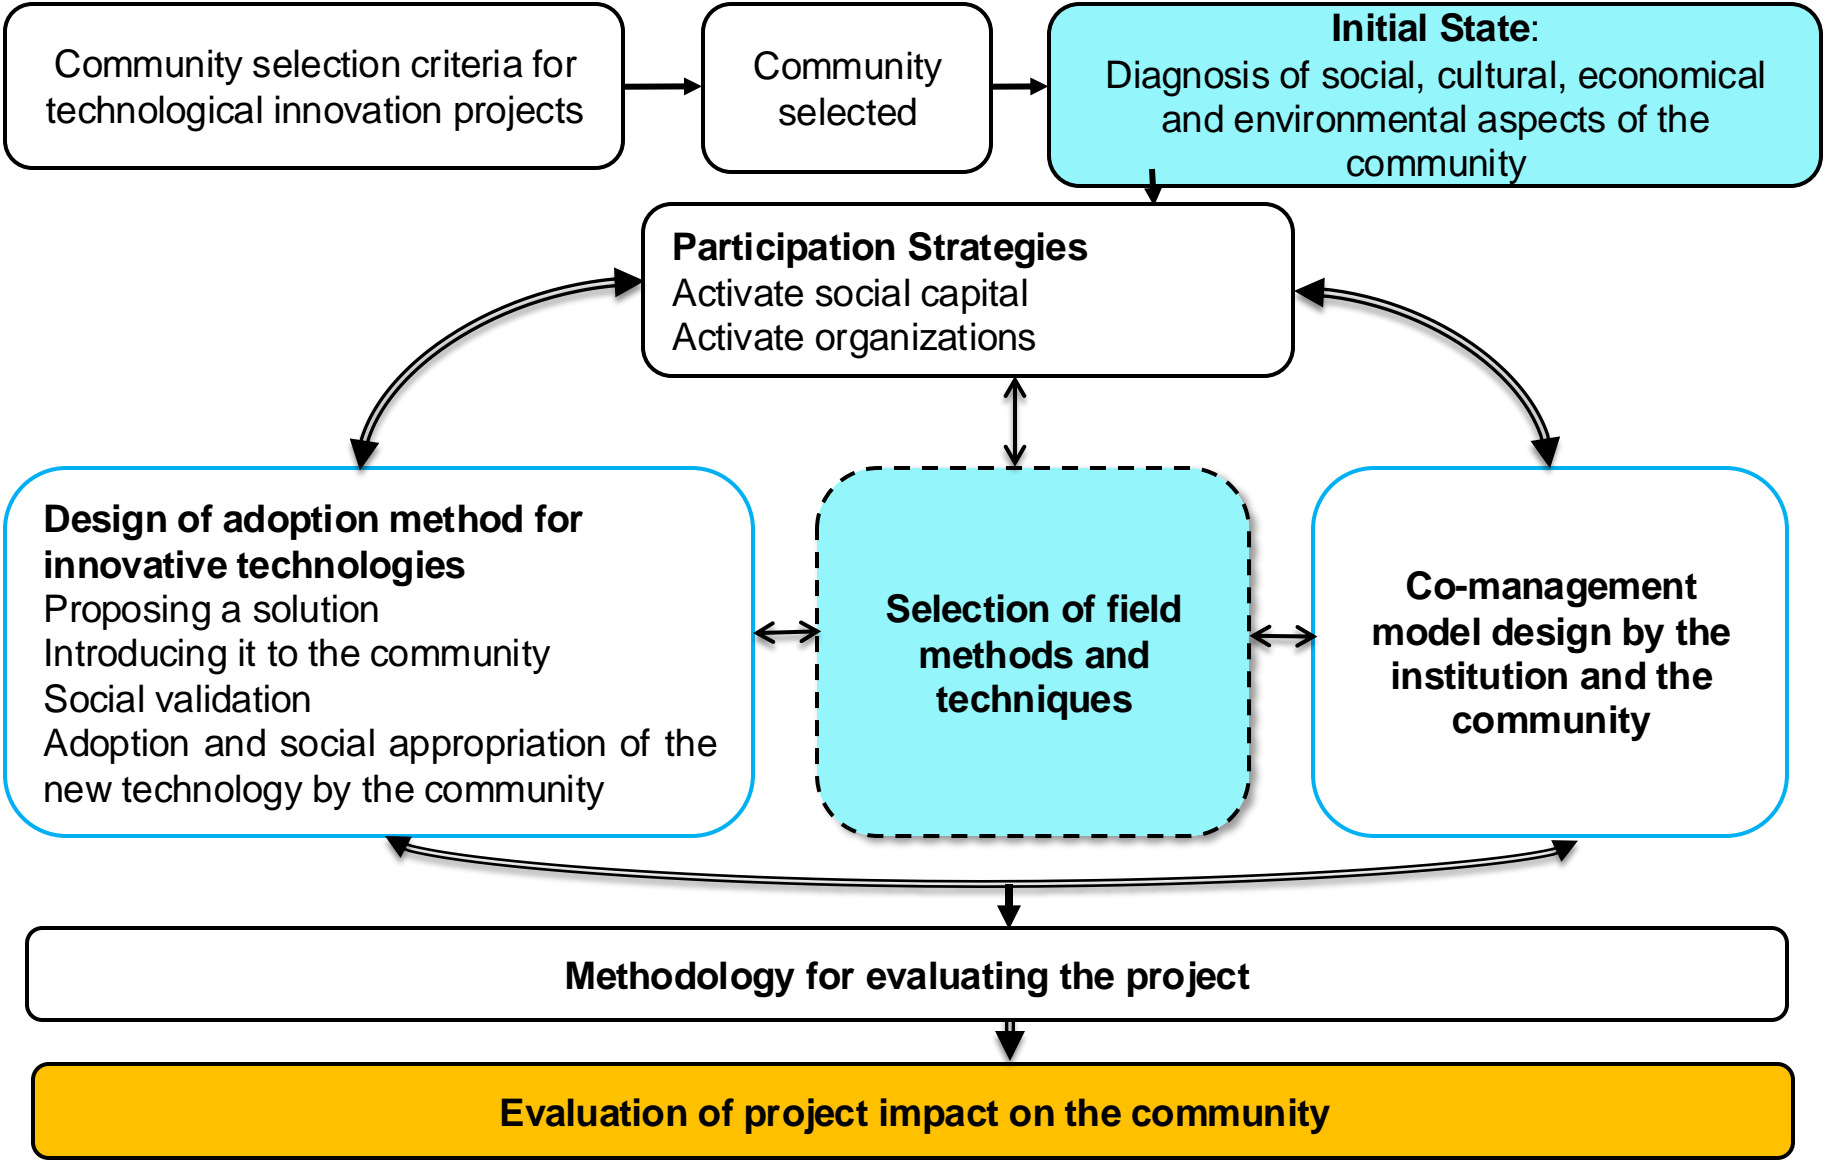 Community selection criteria for
technological innovation projects
Community
selected
Initial State:
Diagnosis of social, cultural, economical
and environmental aspects of the
community
Participation Strategies
Activate social capital
Activate organizations
Design of adoption method for
innovative technologies
Proposing a solution
Introducing it to the community
Social validation
Adoption and social appropriation of the
new technology by the community
Selection of field
methods and
techniques
Co-management
model design by the
institution and the
community
Methodology for evaluating the project
Evaluation of project impact on the community